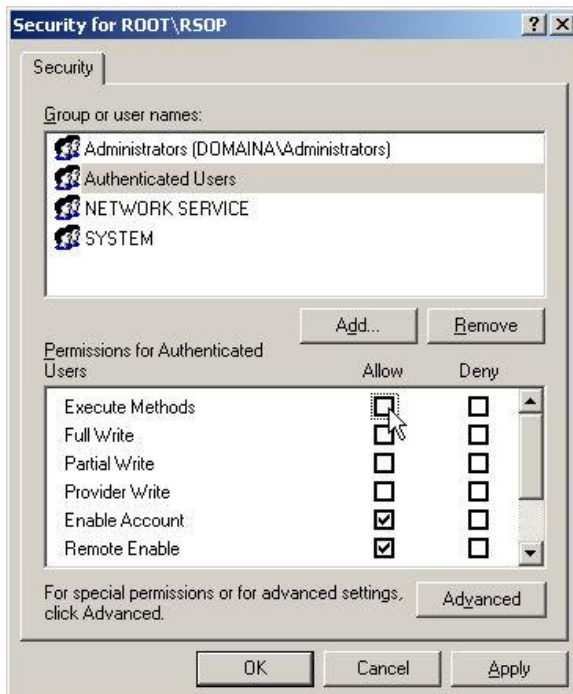 Security for ROOT\RSOP
Security
Group or user names:
Administrators (DOMAINA\Administrators)
Authenticated Users
NETWORK SERVICE
SYSTEM
Add...
Remove
Permissions for Authenticated
Users
Allow
Deny
Execute Methods
Full Write
Partial Write
Provider Write
Enable Account
Remote Enable
For special permissions or for advanced settings,
click Advanced.
Advanced
OK
Cancel
Apply